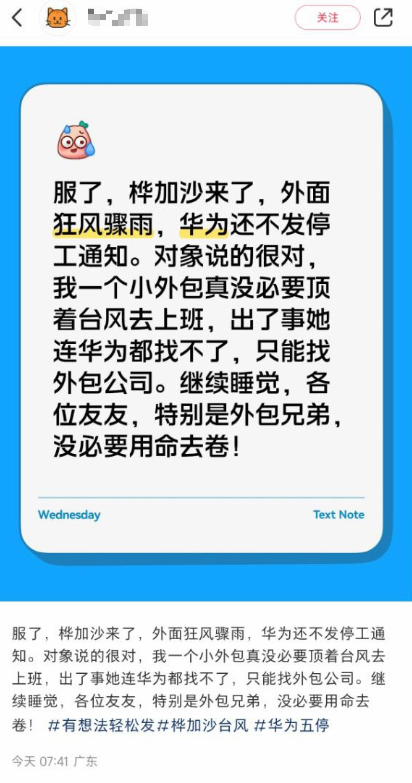 关注
服了，桦加沙来了，外面
狂风骤雨，华为还不发停
工通知。对象说的很对，
我一个小外包真没必要顶
着台风去上班，出了事她
连华为都找不了，只能找
外包公司。继续睡觉，各
位友友，特别是外包兄弟，
没必要用命去卷！
Wednesday Text Note
服了，桦加沙来了，外面狂风骤雨，华为还不发停工通
知。对象说的很对，我一个小外包真没必要顶着台风去
上班，出了事她连华为都找不了，只能找外包公司。继
续睡觉，各位友友，特别是外包兄弟，没必要用命去
卷！ #有想法轻松发#桦加沙台风 #华为五停
今天 07:41 广东